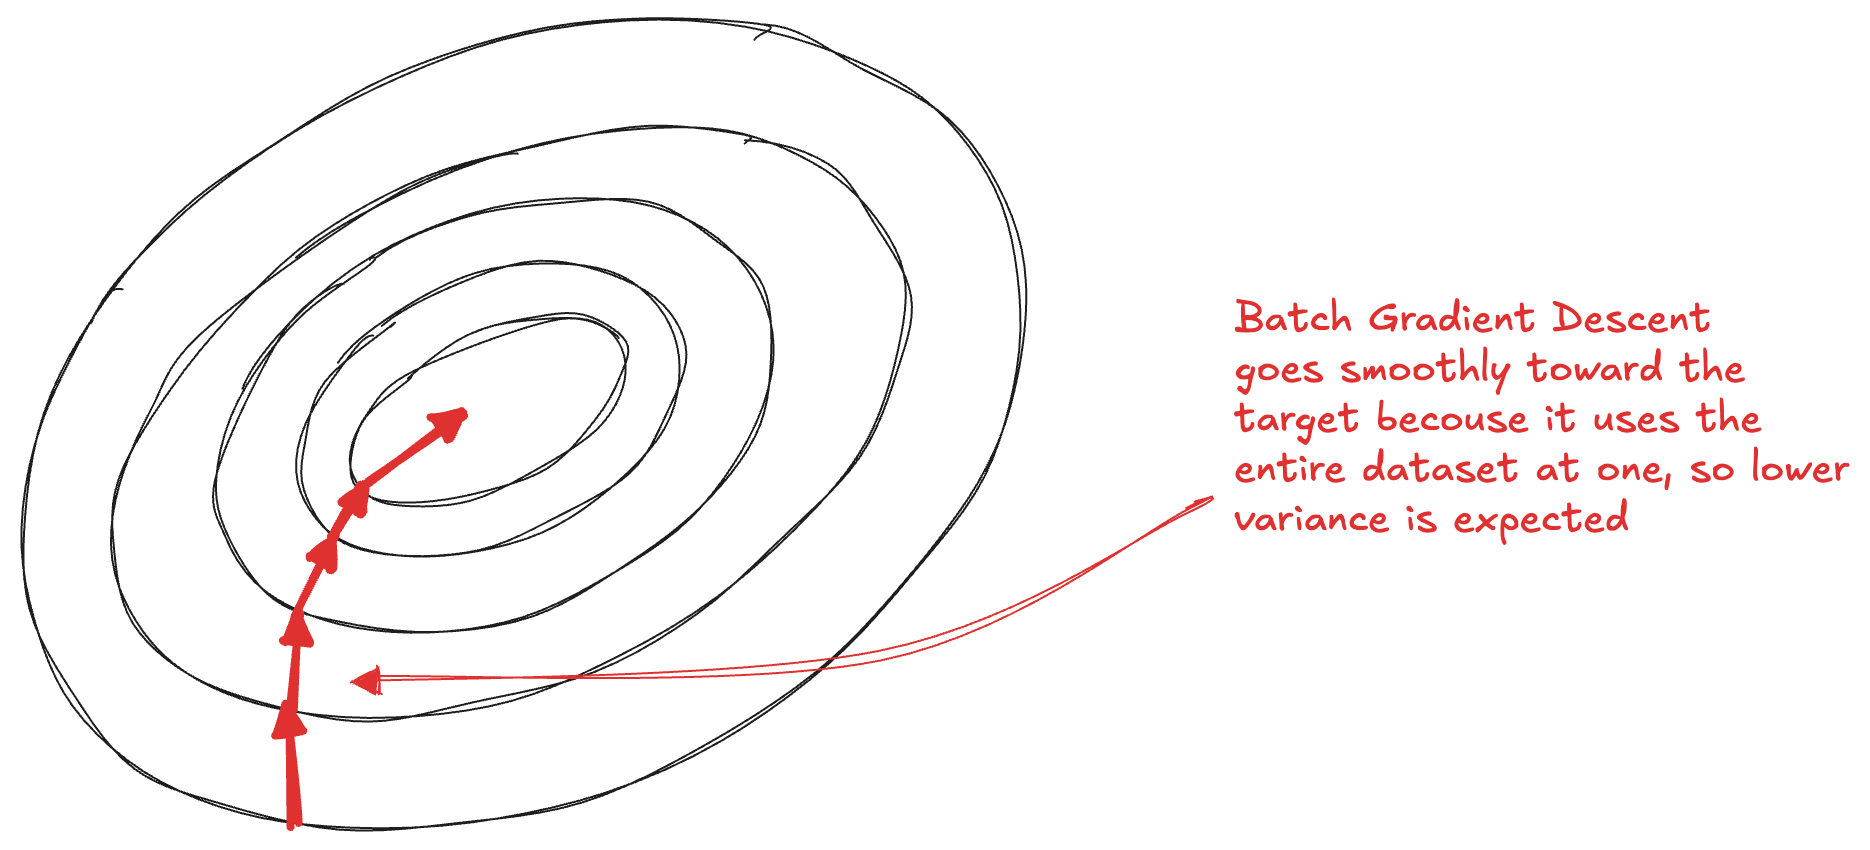 Batch Gradient Descent
goes smoothly toward the
target becouse it uses the
entire dataset at one, so lower
variance is expected